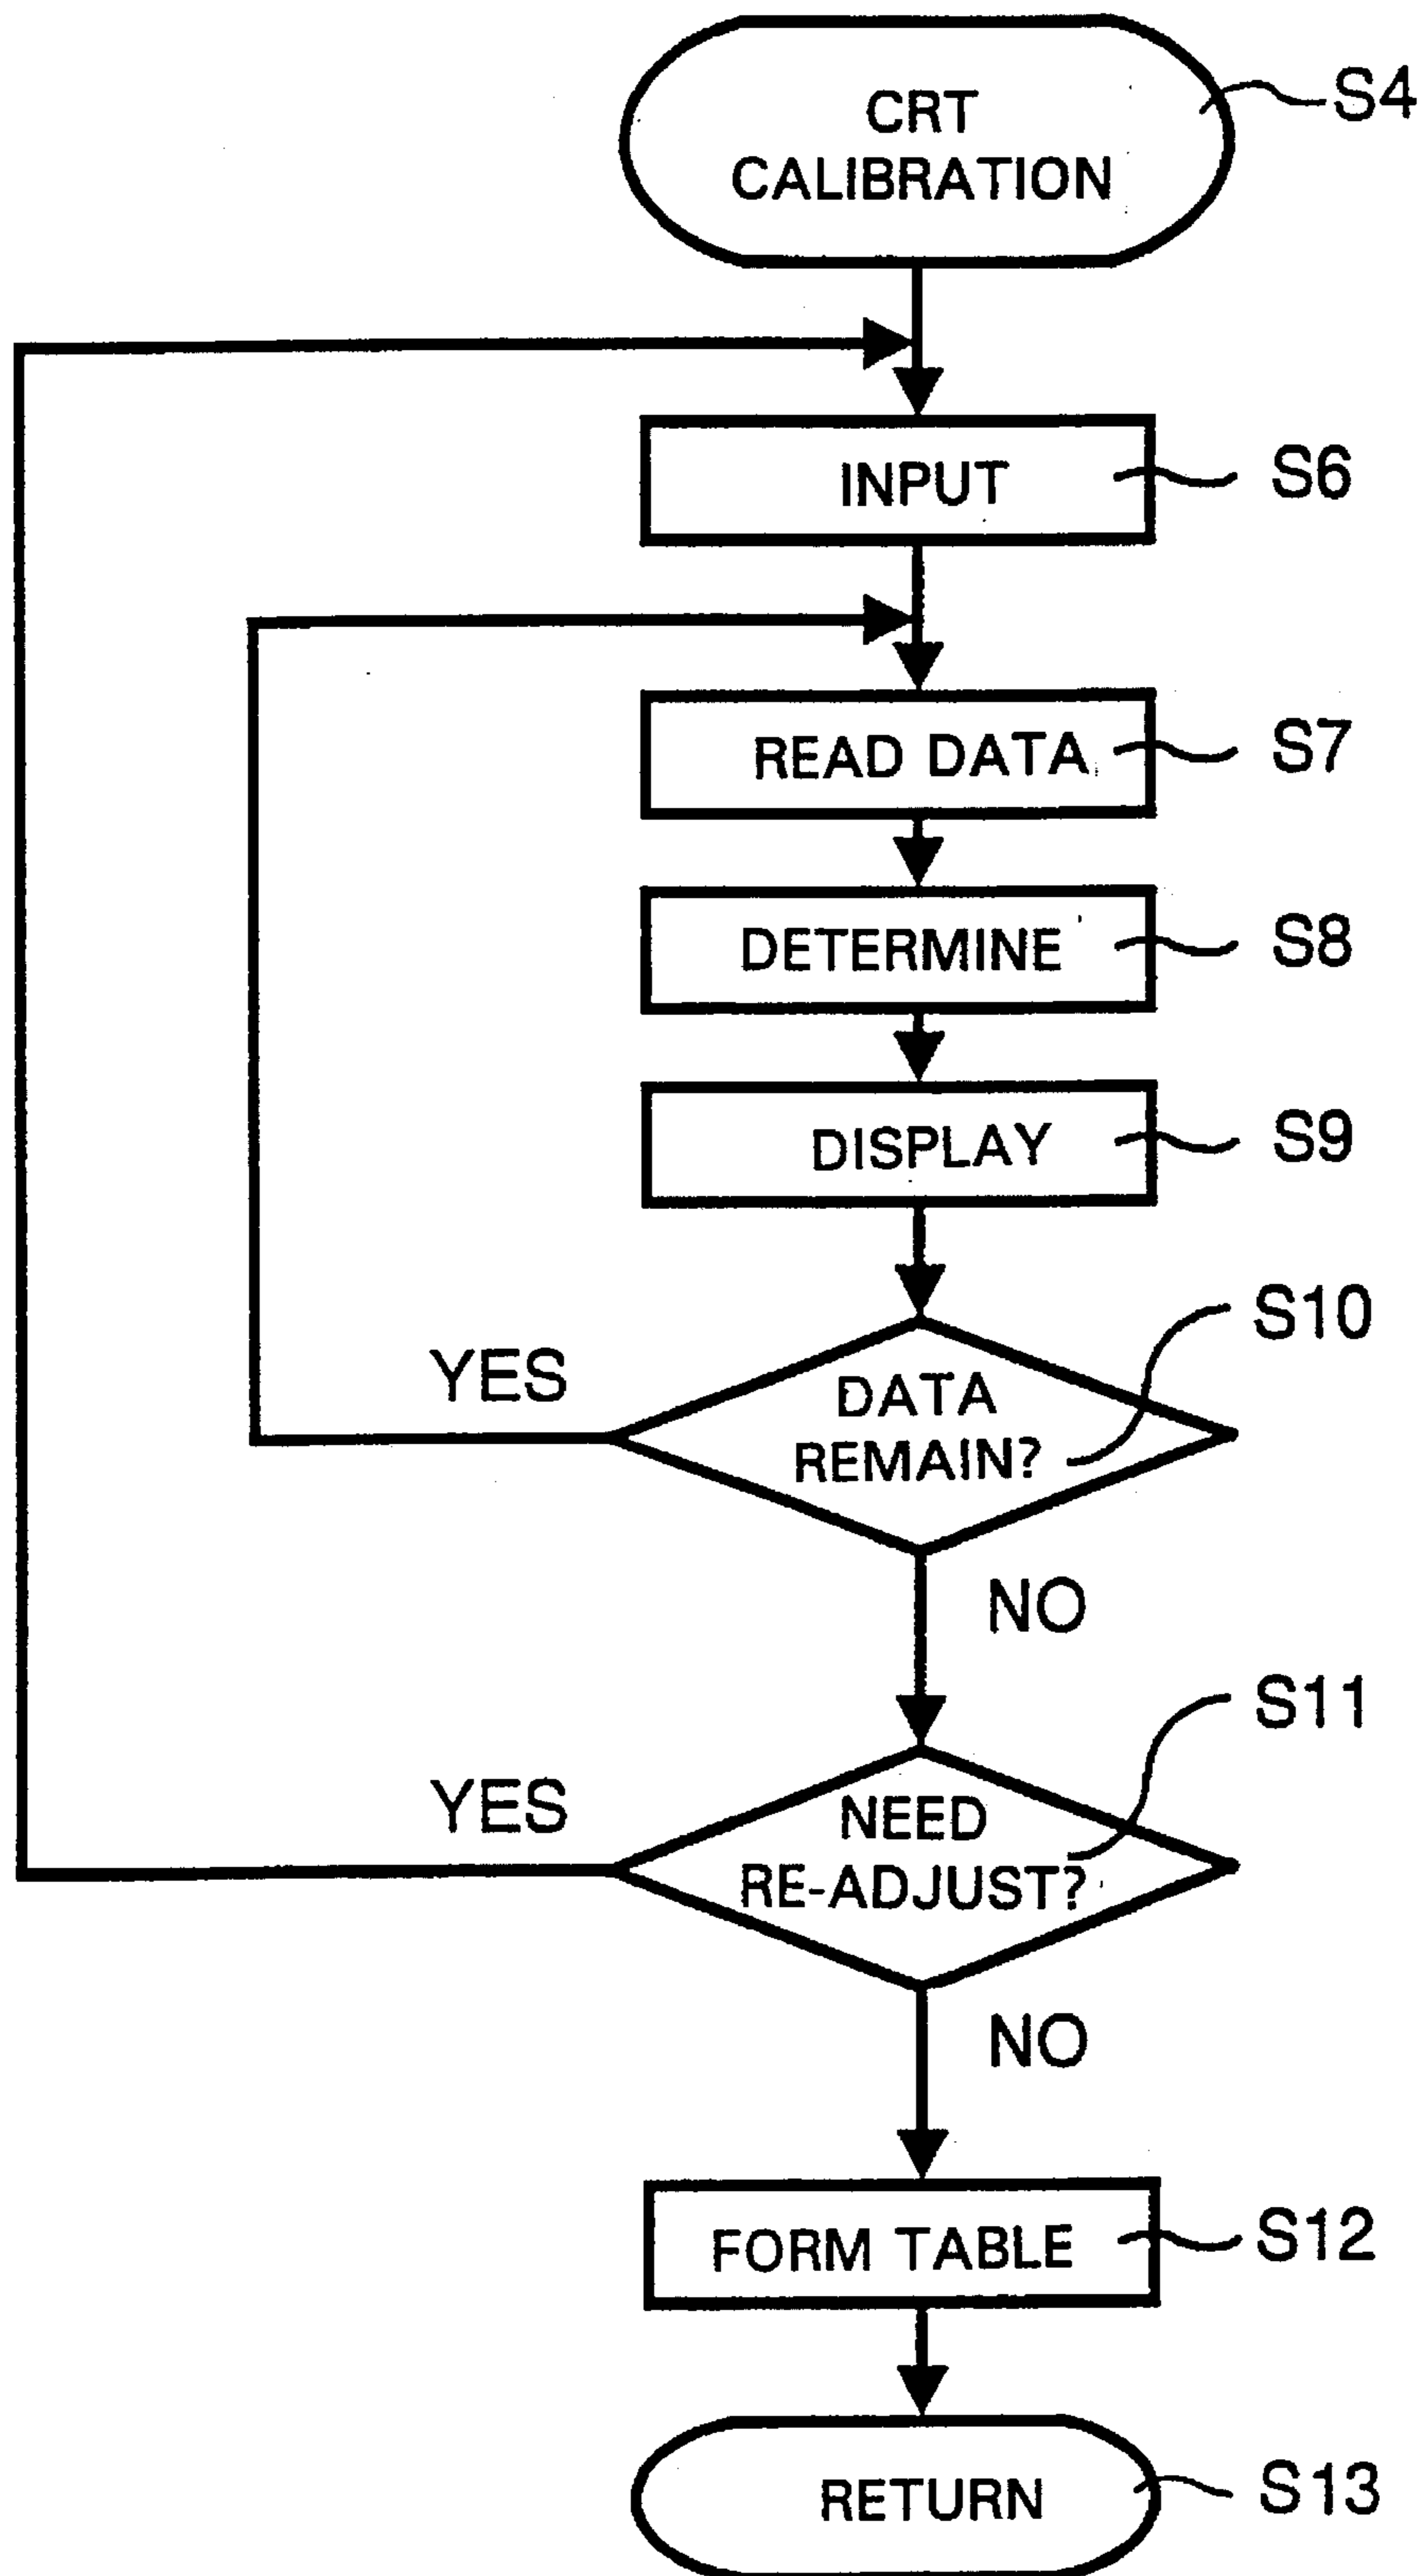 CRT
CALIBRATION
S4
INPUT
S6
READ DATA
S7
DETERMINE
S8
DISPLAY
S9
S10
YES
DATA
REMAIN?
NO
S11
YES
NEED
RE-ADJUST?
NO
FORM TABLE
S12
RETURN
S13